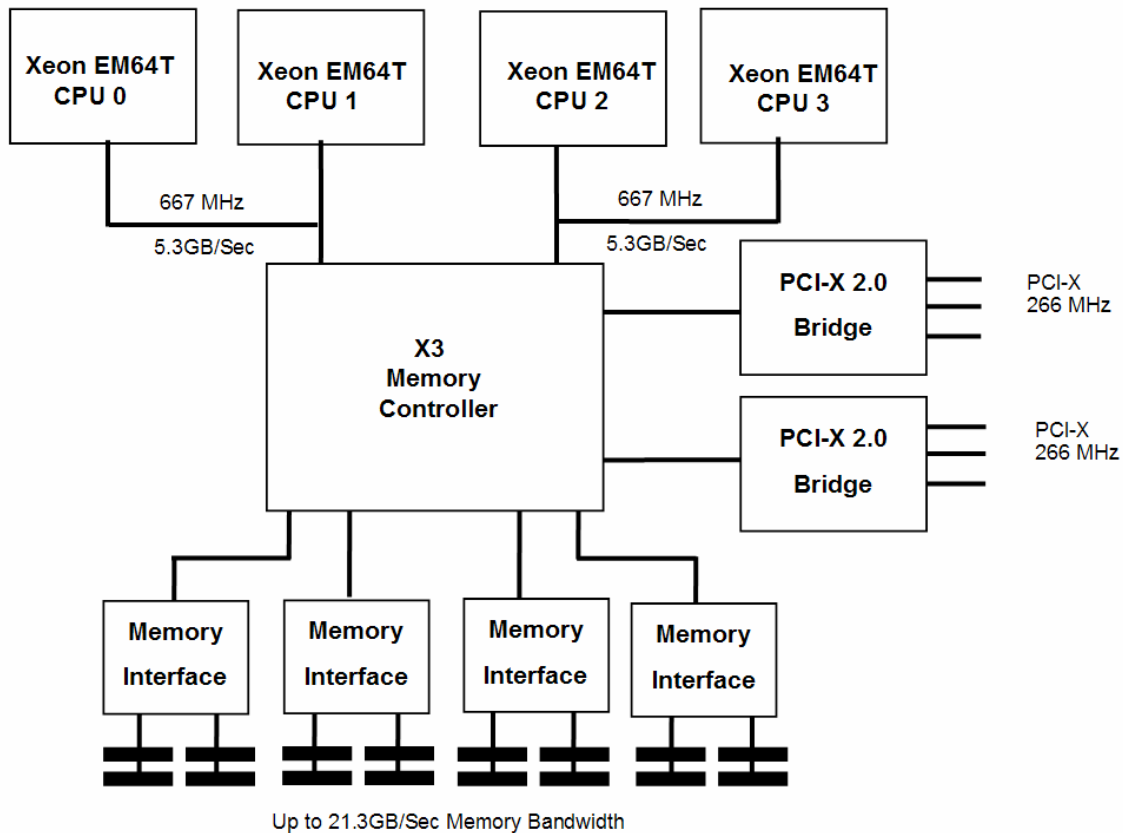 Xeon EM64T
CPU 0
Xeon EM64T
CPU 1
Xeon EM64T
CPU 2
Xeon EM64T
CPU 3
667 MHz
5.3GB/Sec
667 MHz
5.3GB/Sec
X3
Memory
Controller
PCI-X 2.0
Bridge
PCI-X
266 MHz
PCI-X 2.0
Bridge
PCI-X
266 MHz
Memory
Interface
Memory
Interface
Memory
Interface
Memory
Interface
Up to 21.3GB/Sec Memory Bandwidth